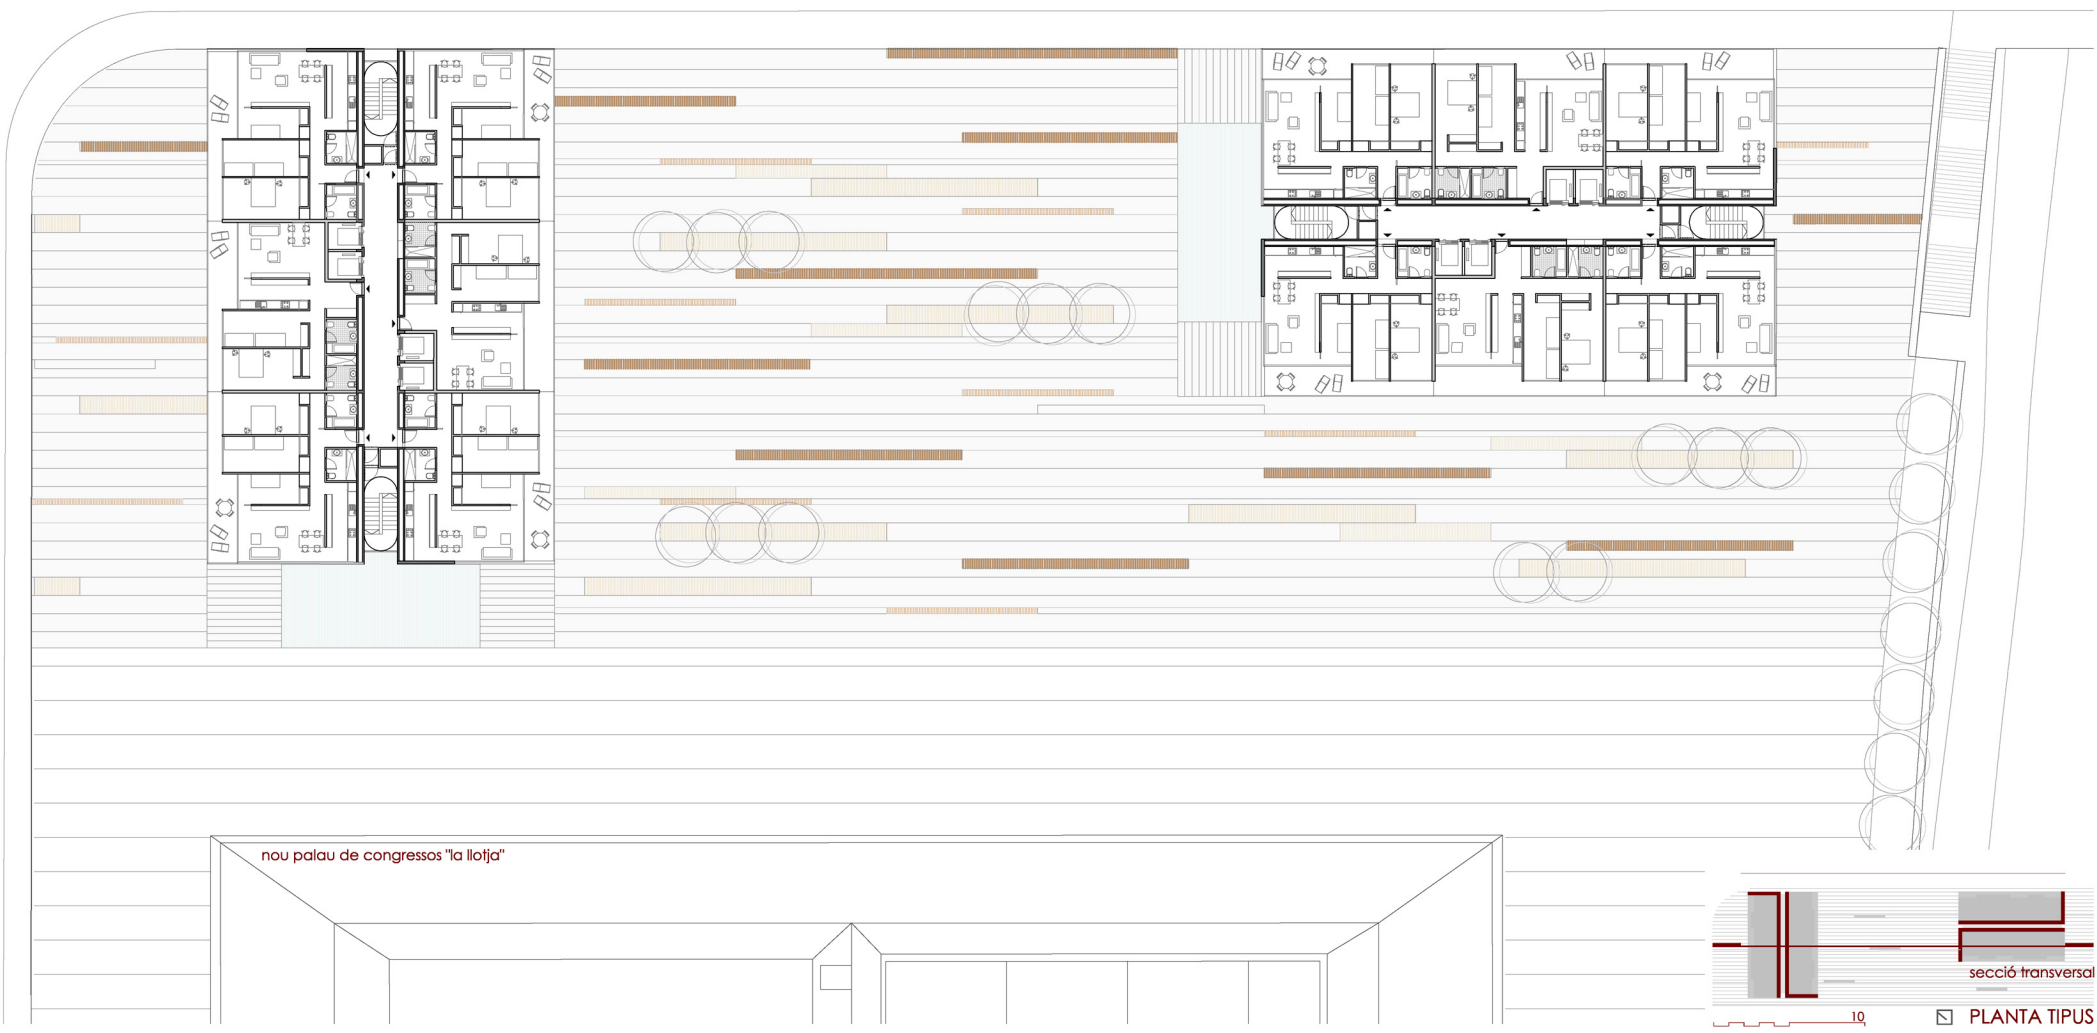 nou palau de congressos "la llotja"
secció transversal
10
PLANTA TIPUS